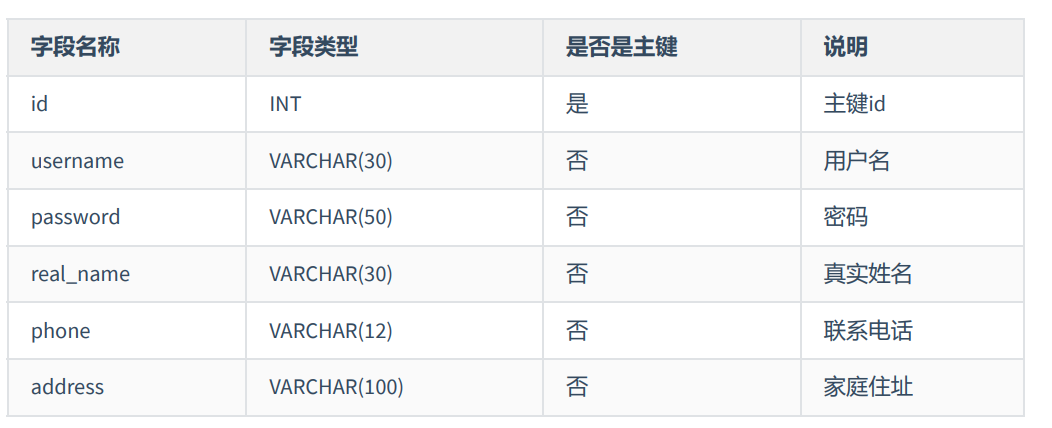 字段名称 字段类型 是否是主键 说明
id INT 是 主键id
username VARCHAR(30) 否 用户名
password VARCHAR(50) 否 密码
real_name VARCHAR(30) 否 真实姓名
phone VARCHAR(12) 否 联系电话
address VARCHAR(100) 否 家庭住址